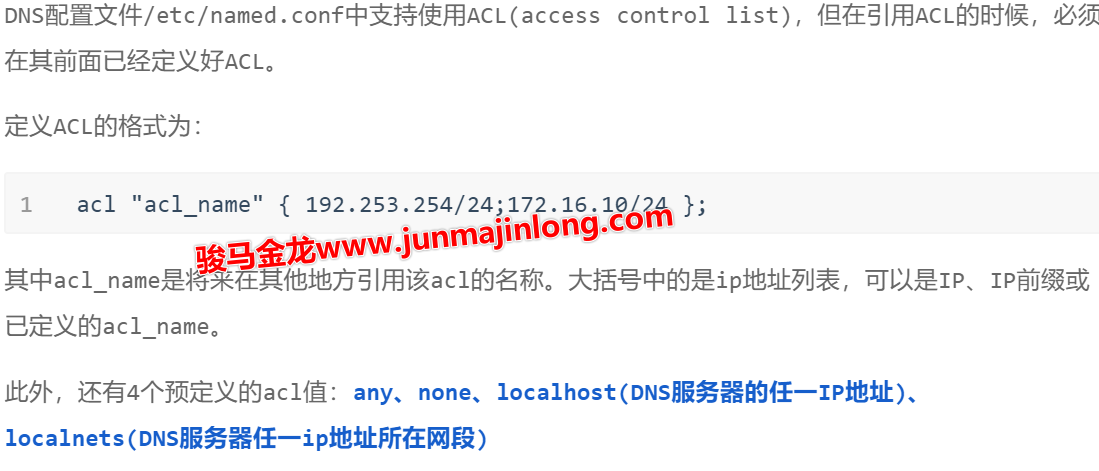 DNS配置文件/etc/named.conf中支持使用ACL(access control list)，但在引用ACL的时候，必须
在其前面已经定义好ACL。
定义ACL的格式为：
1 acl "acl_name" { 192.253.254/24;172.16.10/24 };
骏马金龙www.junmajinlong.com
其中acl_name是将来在其他地方引用该acl的名称。大括号中的是ip地址列表，可以是IP、IP前缀或
已定义的acl_name。
此外，还有4个预定义的acl值：any、none、localhost(DNS服务器的任一IP地址)、
localnets(DNS服务器任一ip地址所在网段)